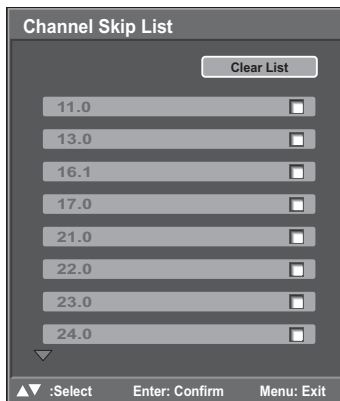 Channel Skip List
Clear List
11.0
13.0
16.1
17.0
21.0
22.0
23.0
24.0
▲▼ :Select Enter: Confirm Menu: Exit